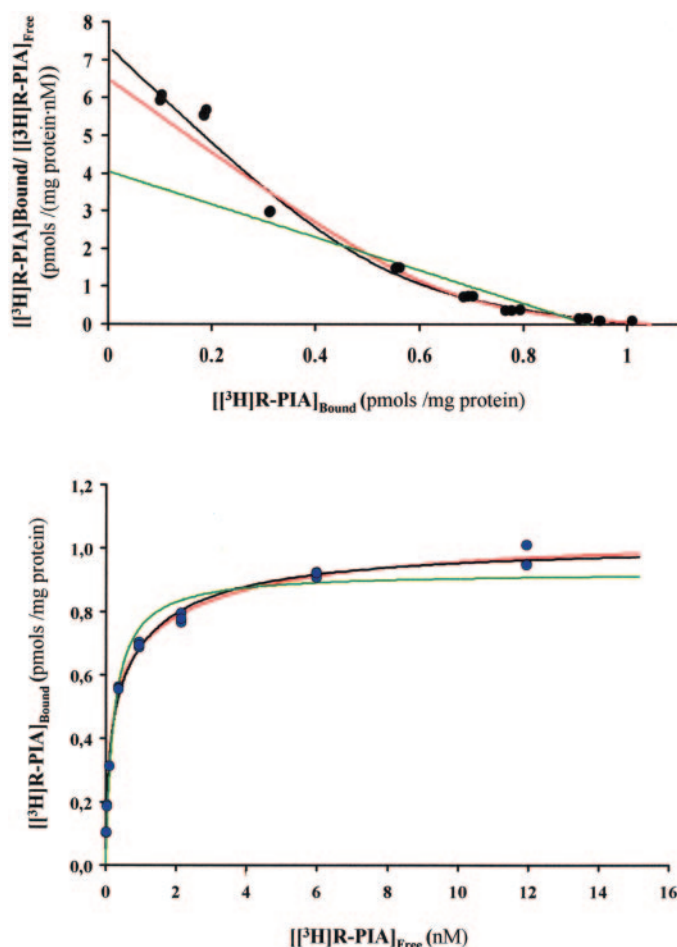 [[³H]R-PIA]Bound/ [[³H]R-PIA]Free
(pmols /(mg protein·nM))
8
7
6
5
4
3
2
1
0
0 0.2 0.4 0.6 0.8 1
[[³H]R-PIA]Bound (pmols /mg protein)
[[³H]R-PIA]Bound (pmols /mg protein)
1,2
1,0
0,8
0,6
0,4
0,2
0,0
0 2 4 6 8 10 12 14 16
[[³H]R-PIA]Free (nM)